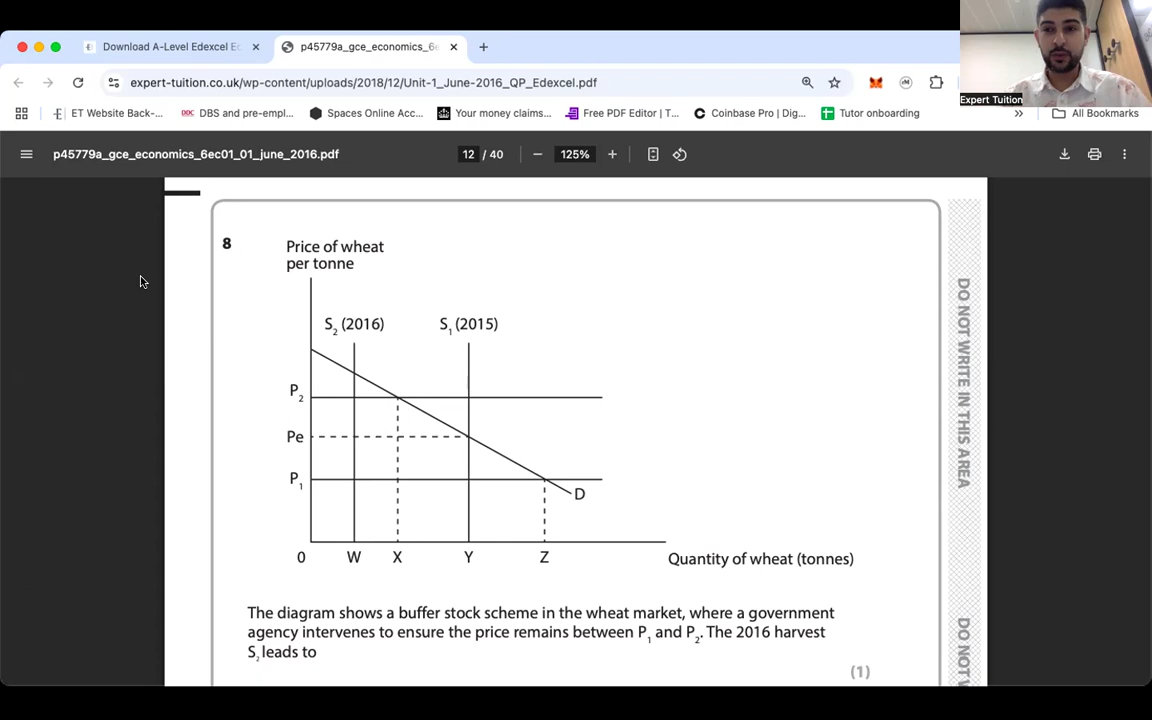 Download A-Level Edexcel Ec
p45779a_gce_economics_6e
expert-tuition.co.uk/wp-content/uploads/2018/12/Unit-1_June-2016_QP_Edexcel.pdf
ET Website Back-...
DBS and pre-empl...
Spaces Online Acc...
Your money claims...
Free PDF Editor | T...
Coinbase Pro | Dig...
Tutor onboarding
All Bookmarks
Expert Tuition
p45779a_gce_economics_6ec01_01_june_2016.pdf
12 / 40
125%
8
Price of wheat
per tonne
S2 (2016)
S1 (2015)
P2
Pe
P1
D
0
W
X
Y
Z
Quantity of wheat (tonnes)
The diagram shows a buffer stock scheme in the wheat market, where a government
agency intervenes to ensure the price remains between P1 and P2. The 2016 harvest
S2 leads to
(1)
DO NOT WRITE IN THIS AREA
DO NOT W